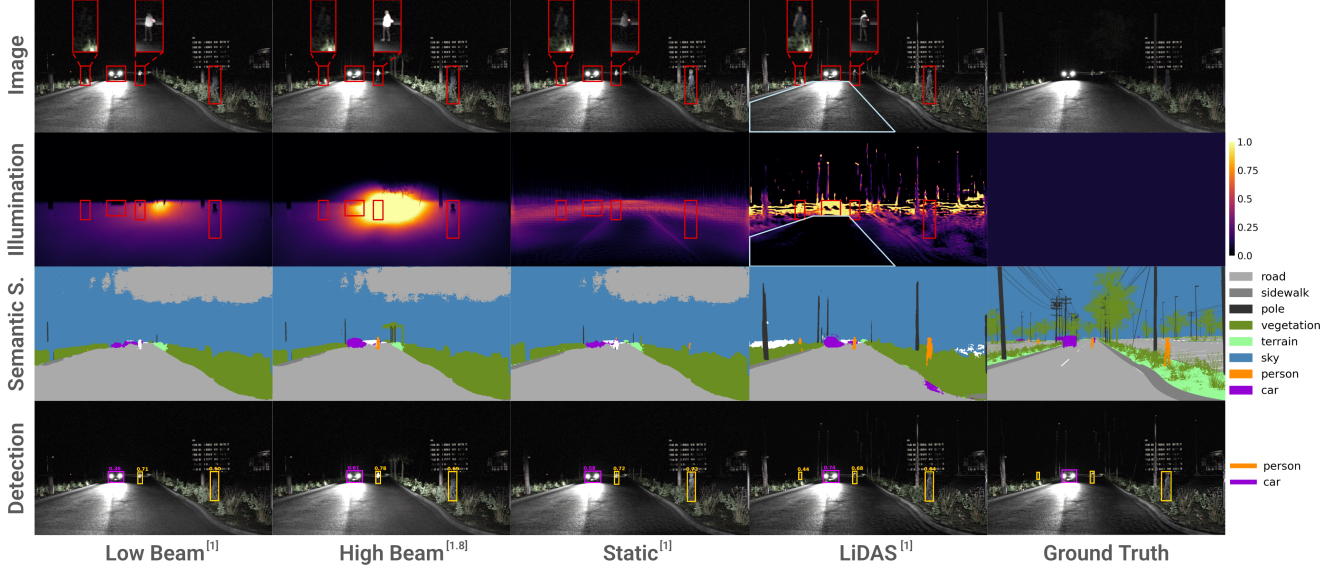 Image
Illumination
1.0
0.75
0.50
0.25
0.0
Semantic S.
road
sidewalk
pole
vegetation
terrain
sky
person
car
Detection
0.71
0.78
0.72
0.44
0.68
person
car
Low Beam[1]
High Beam[1.8]
Static[1]
LiDAS[1]
Ground Truth